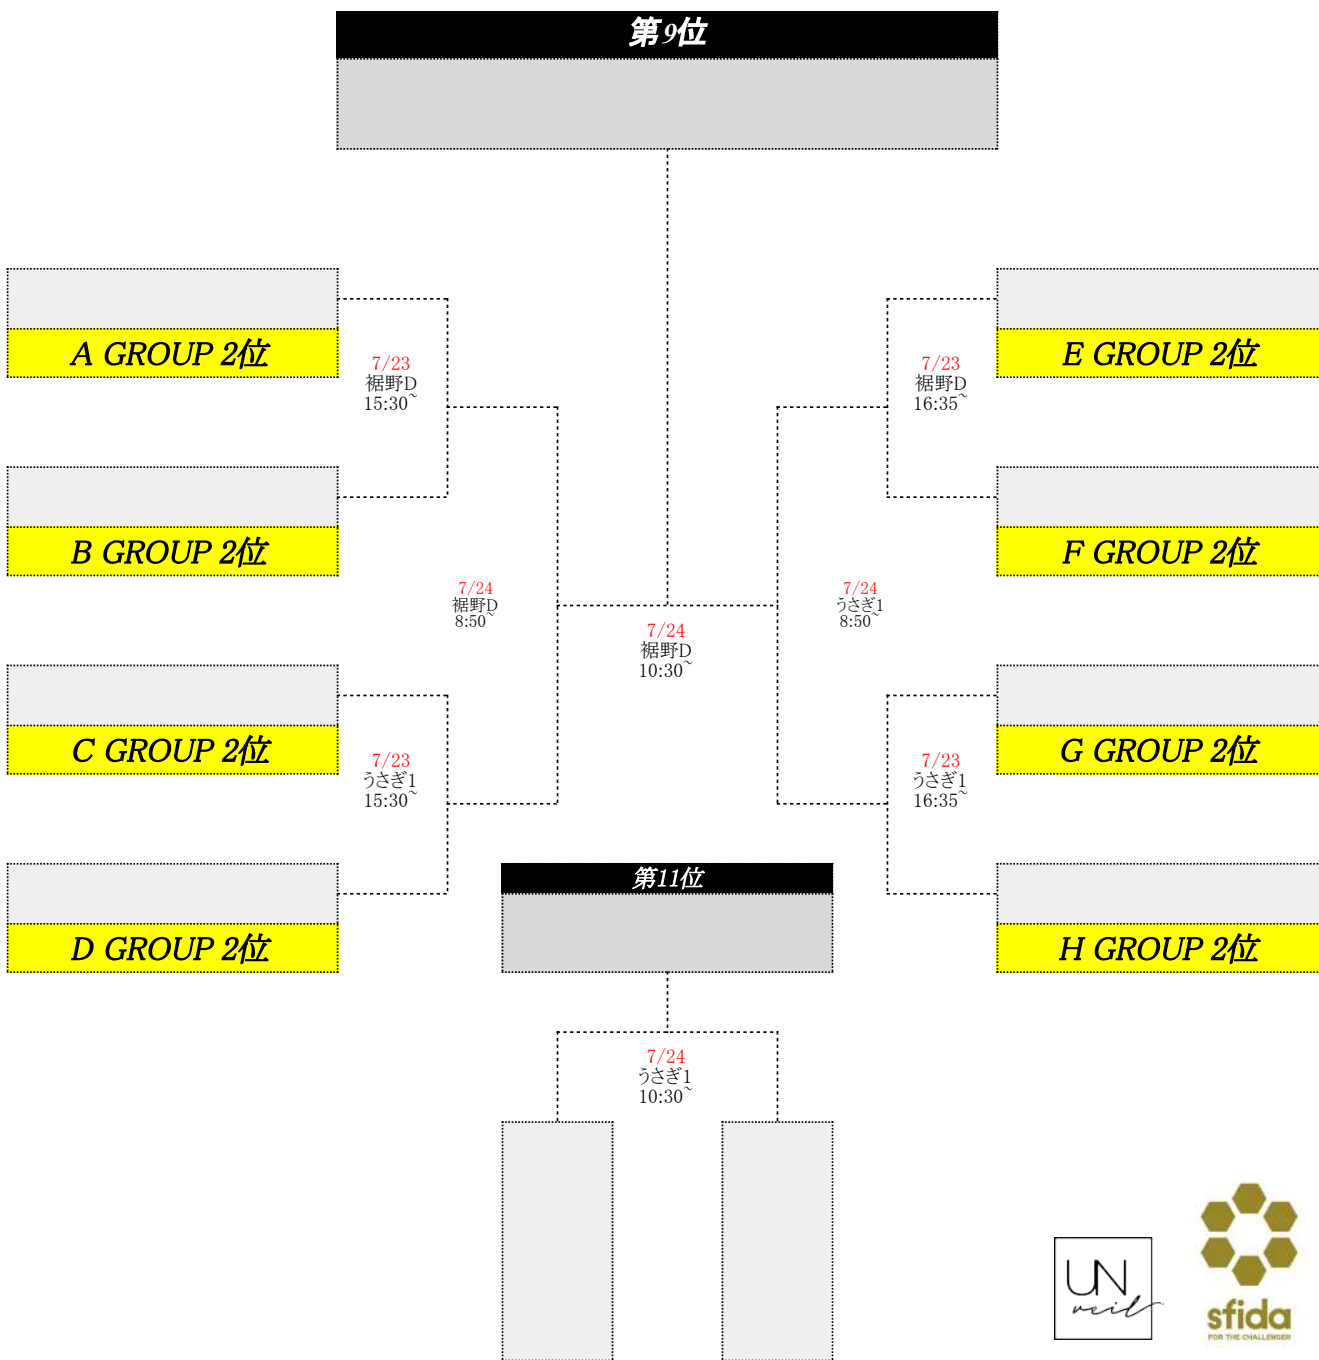 第9位
A GROUP 2位
7/23
裾野D
15:30~
B GROUP 2位
7/24
裾野D
8:50~
C GROUP 2位
7/23
うさぎ1
15:30~
D GROUP 2位
7/24
裾野D
10:30~
E GROUP 2位
7/23
裾野D
16:35~
F GROUP 2位
7/24
うさぎ1
8:50~
G GROUP 2位
7/23
うさぎ1
16:35~
H GROUP 2位
第11位
7/24
うさぎ1
10:30~
UN
veil
sfida
FOR THE CHALLENGER